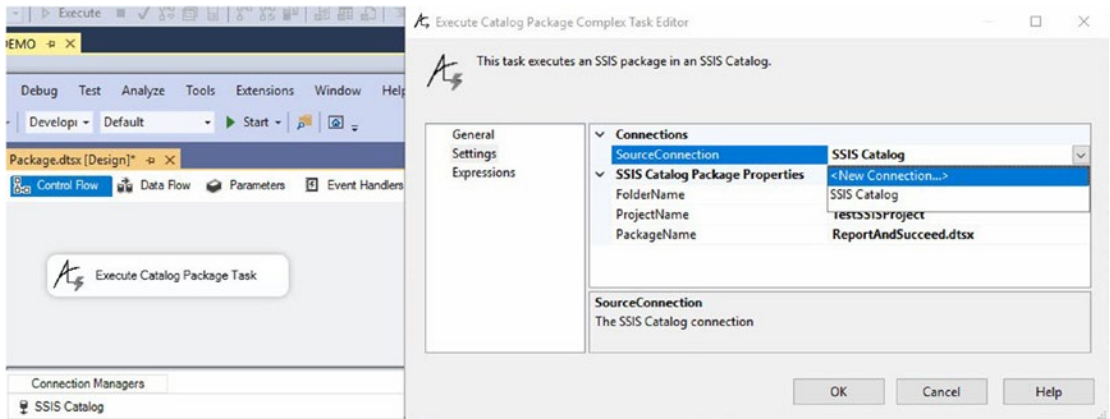 Execute
DEMO
Debug Test Analyze Tools Extensions Window Help
Default Start
Package.dtsx [Design]*
Control Flow Data Flow Parameters Event Handlers
Execute Catalog Package Task
Connection Managers
SSIS Catalog
Execute Catalog Package Complex Task Editor
This task executes an SSIS package in an SSIS Catalog.
General
Settings
Expressions
Connections
SourceConnection SSIS Catalog
SSIS Catalog Package Properties <New Connection...>
FolderName SSIS Catalog
ProjectName TestSSISProject
PackageName ReportAndSucceed.dtsx
SourceConnection
The SSIS Catalog connection
OK Cancel Help